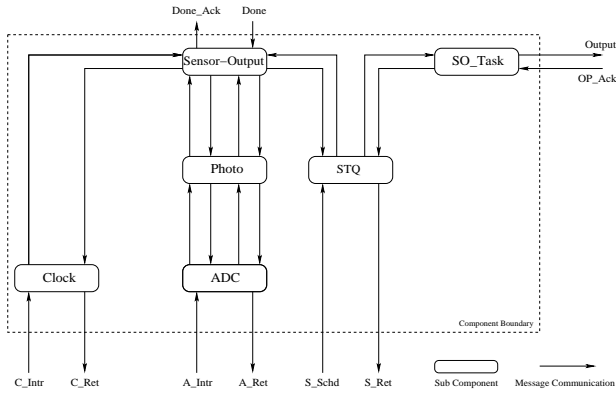 Done_Ack Done
Output
Sensor-Output SO_Task
OP_Ack
Photo STQ
Clock ADC
Component Boundary
C_Intr C_Ret A_Intr A_Ret S_Schd S_Ret Sub Component Message Communication